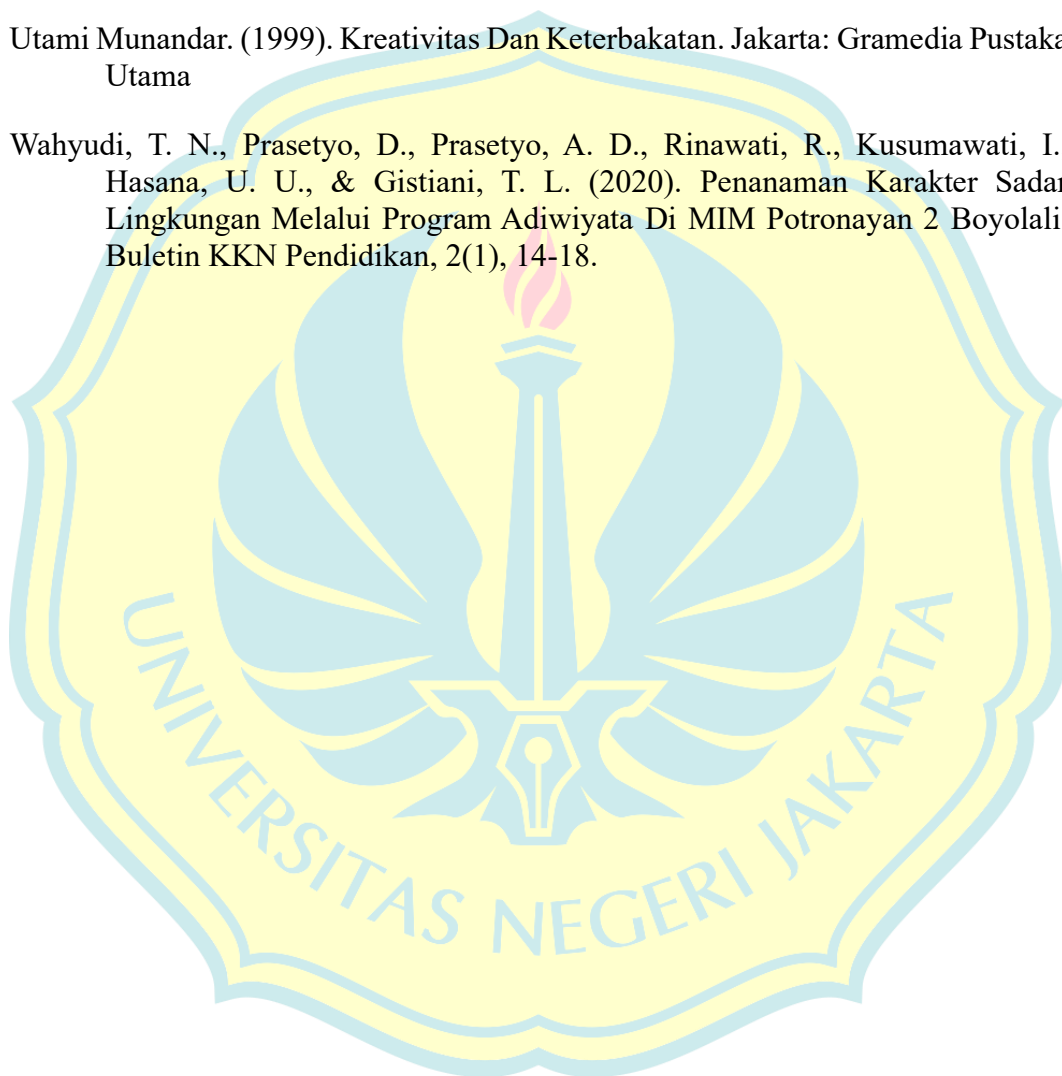 Utami Munandar. (1999). Kreativitas Dan Keterbakatan. Jakarta: Gramedia Pustaka
Utama
Wahyudi, T. N., Prasetyo, D., Prasetyo, A. D., Rinawati, R., Kusumawati, I.
Hasana, U. U., & Gistiani, T. L. (2020). Penanaman Karakter Sadar
Lingkungan Melalui Program Adiwiyata Di MIM Potronayan 2 Boyolali
Buletin KKN Pendidikan, 2(1), 14-18.
UNIVERSITAS NEGERI JAKARTA